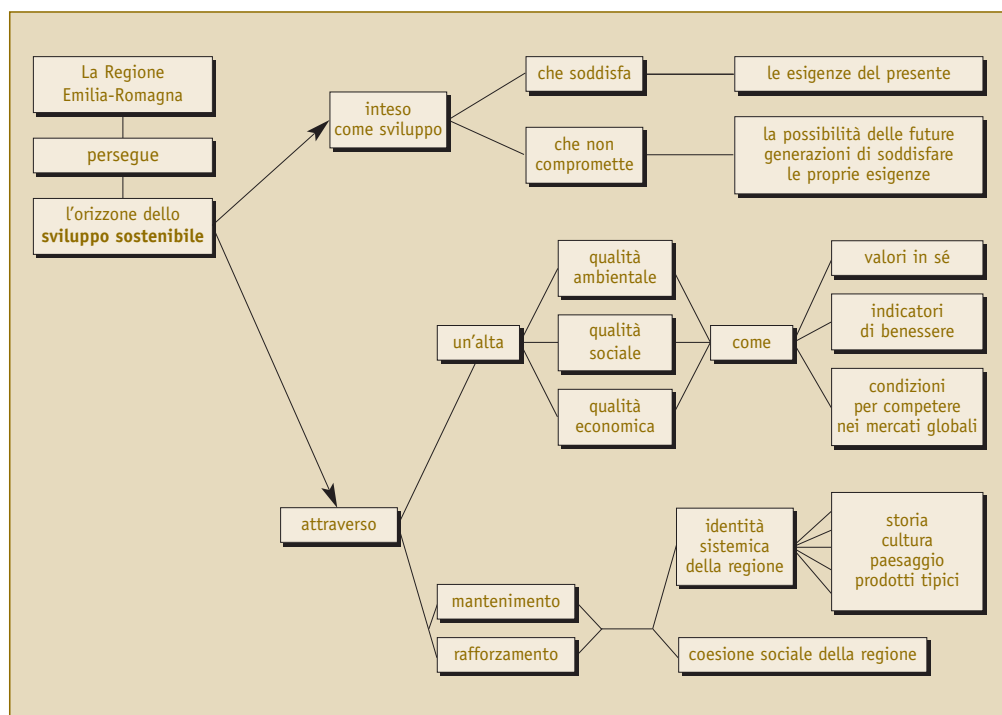 La Regione
Emilia-Romagna
persegue
l'orizzone dello
sviluppo sostenibile
inteso
come sviluppo
che soddisfa
le esigenze del presente
che non
compromette
la possibilità delle future
generazioni di soddisfare
le proprie esigenze
attraverso
un'alta
qualità
ambientale
qualità
sociale
qualità
economica
come
valori in sé
indicatori
di benessere
condizioni
per competere
nei mercati globali
mantenimento
rafforzamento
identità
sistemica
della regione
storia
cultura
paesaggio
prodotti tipici
coesione sociale della regione